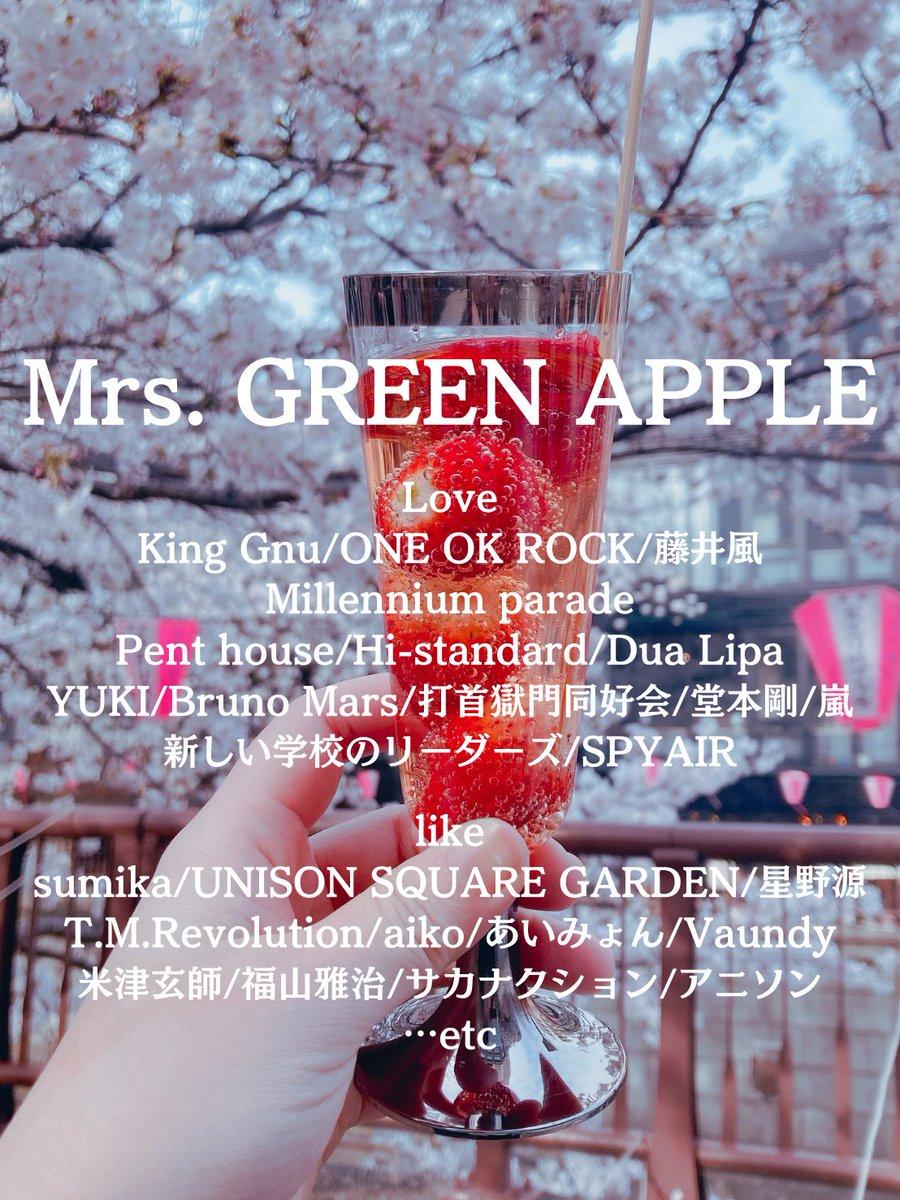 Mrs. GREEN APPLE
Love
King Gnu/ONE OK ROCK/藤井風
Millennium parade
Pent house/Hi-standard/Dua Lipa
YUKI/Bruno Mars/打首獄門同好会/堂本剛/嵐
新しい学校のリーダーズ/SPYAIR
like
sumika/UNISON SQUARE GARDEN/星野源
T.M.Revolution/aiko/あいみょん/Vaundy
米津玄師/福山雅治/サカナクション/アニソン
…etc